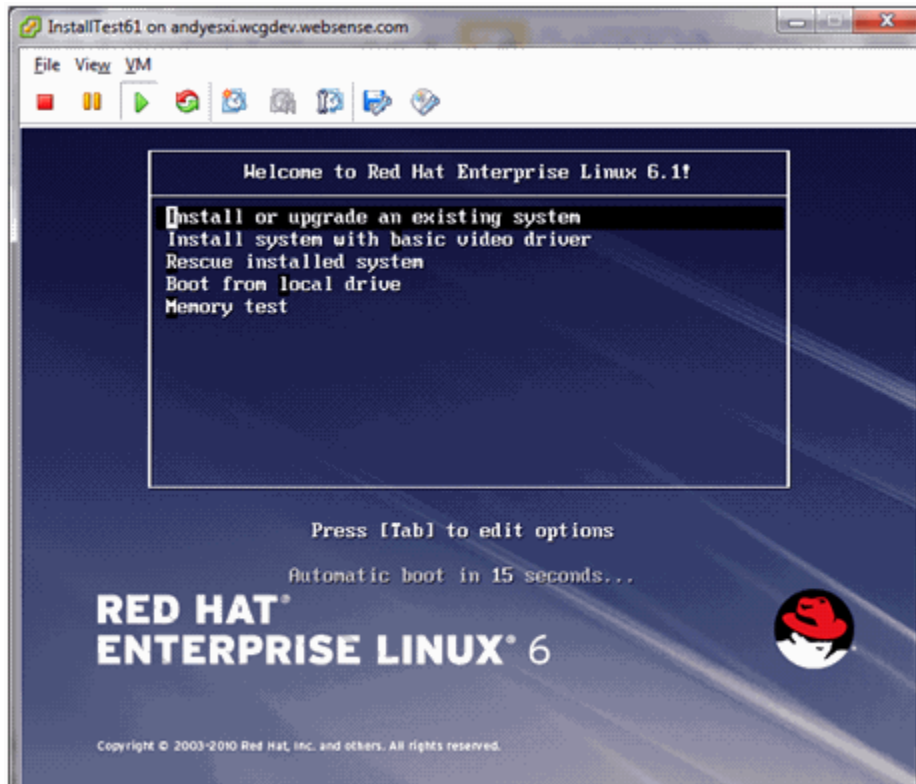 InstallTest61 on andyesxi.wcgdev.websense.com
File View VM
Welcome to Red Hat Enterprise Linux 6.1!
Install or upgrade an existing system
Install system with basic video driver
Rescue installed system
Boot from local drive
Memory test
Press [Tab] to edit options
Automatic boot in 15 seconds...
RED HAT®
ENTERPRISE LINUX® 6
Copyright © 2003-2010 Red Hat, Inc. and others. All rights reserved.